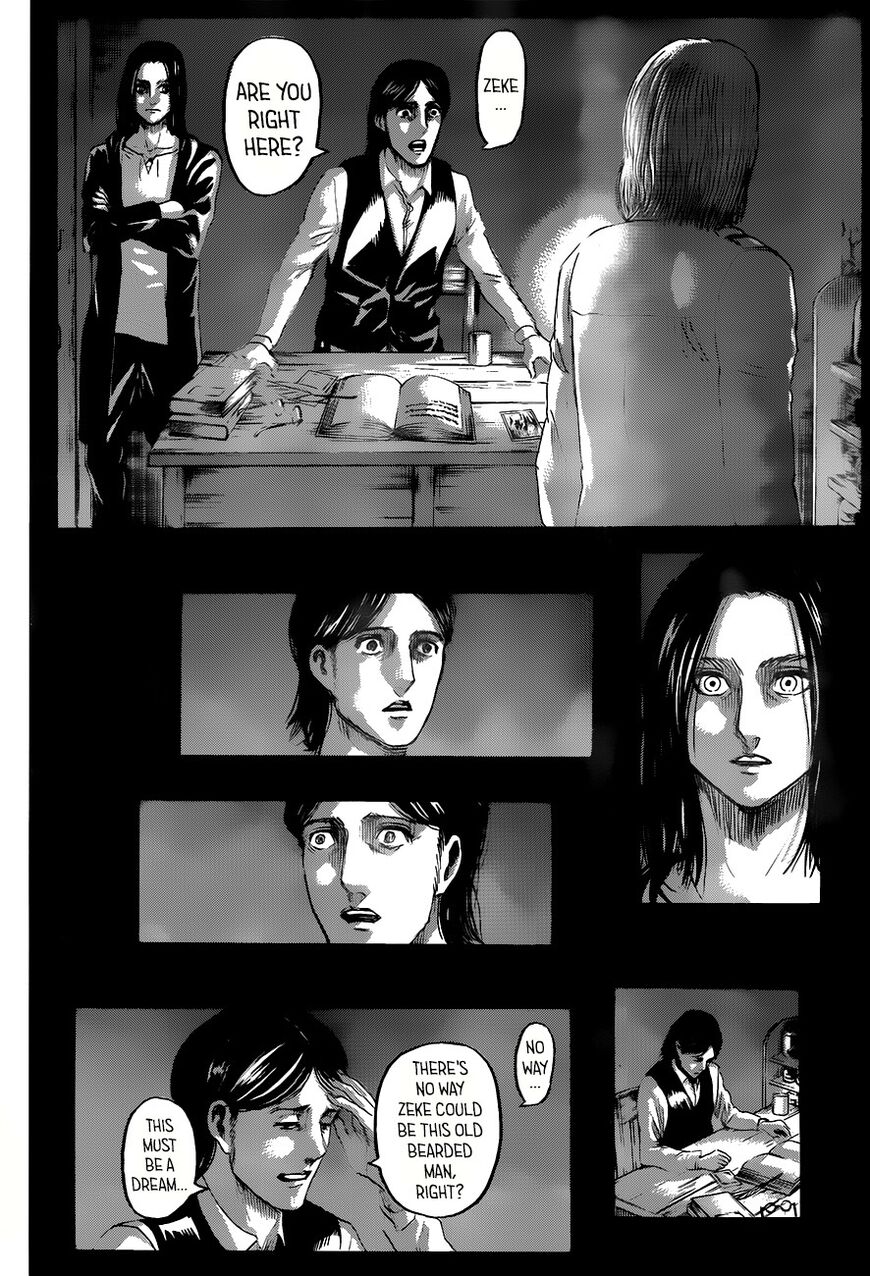 ZEKE
...
ARE YOU
RIGHT
HERE?
NO
WAY
...
THERE'S
NO WAY
ZEKE COULD
BE THIS OLD
BEARDED
MAN,
RIGHT?
THIS
MUST
BE A
DREAM...